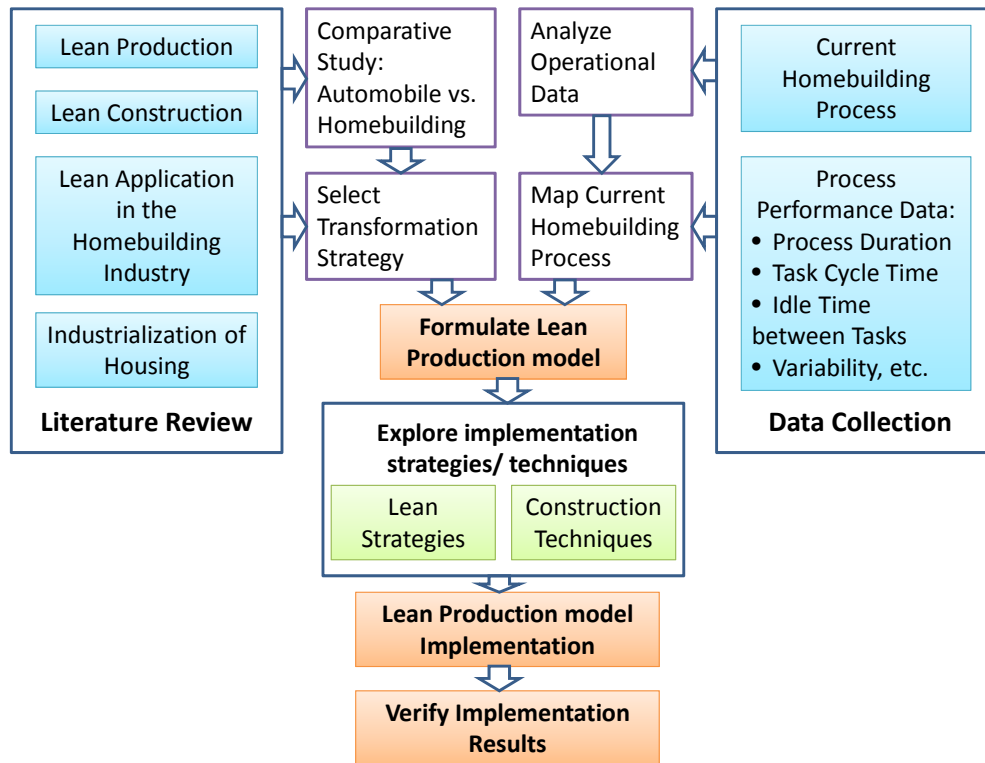 Lean Production
Lean Construction
Lean Application
in the
Homebuilding
Industry
Industrialization of
Housing
Literature Review
Comparative
Study:
Automobile vs.
Homebuilding
Select
Transformation
Strategy
Analyze
Operational
Data
Map Current
Homebuilding
Process
Current
Homebuilding
Process
Process
Performance Data:
• Process Duration
• Task Cycle Time
• Idle Time
between Tasks
• Variability, etc.
Data Collection
Formulate Lean
Production model
Explore implementation
strategies/ techniques
Lean
Strategies
Construction
Techniques
Lean Production model
Implementation
Verify Implementation
Results